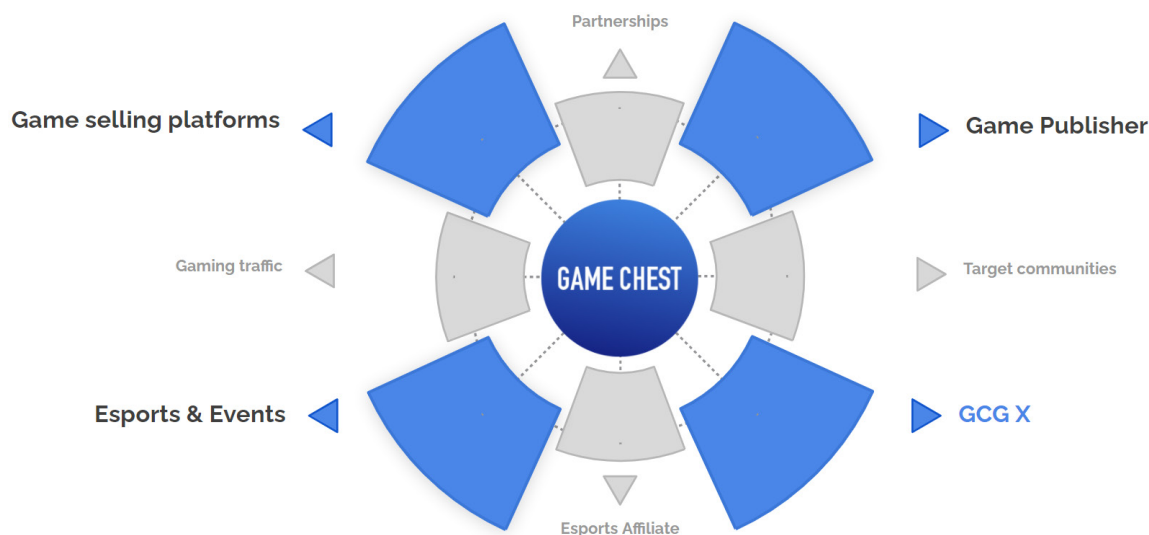 Partnerships
Game selling platforms
Game Publisher
Gaming traffic
GAME CHEST
Target communities
Esports & Events
GCG X
Esports Affiliate